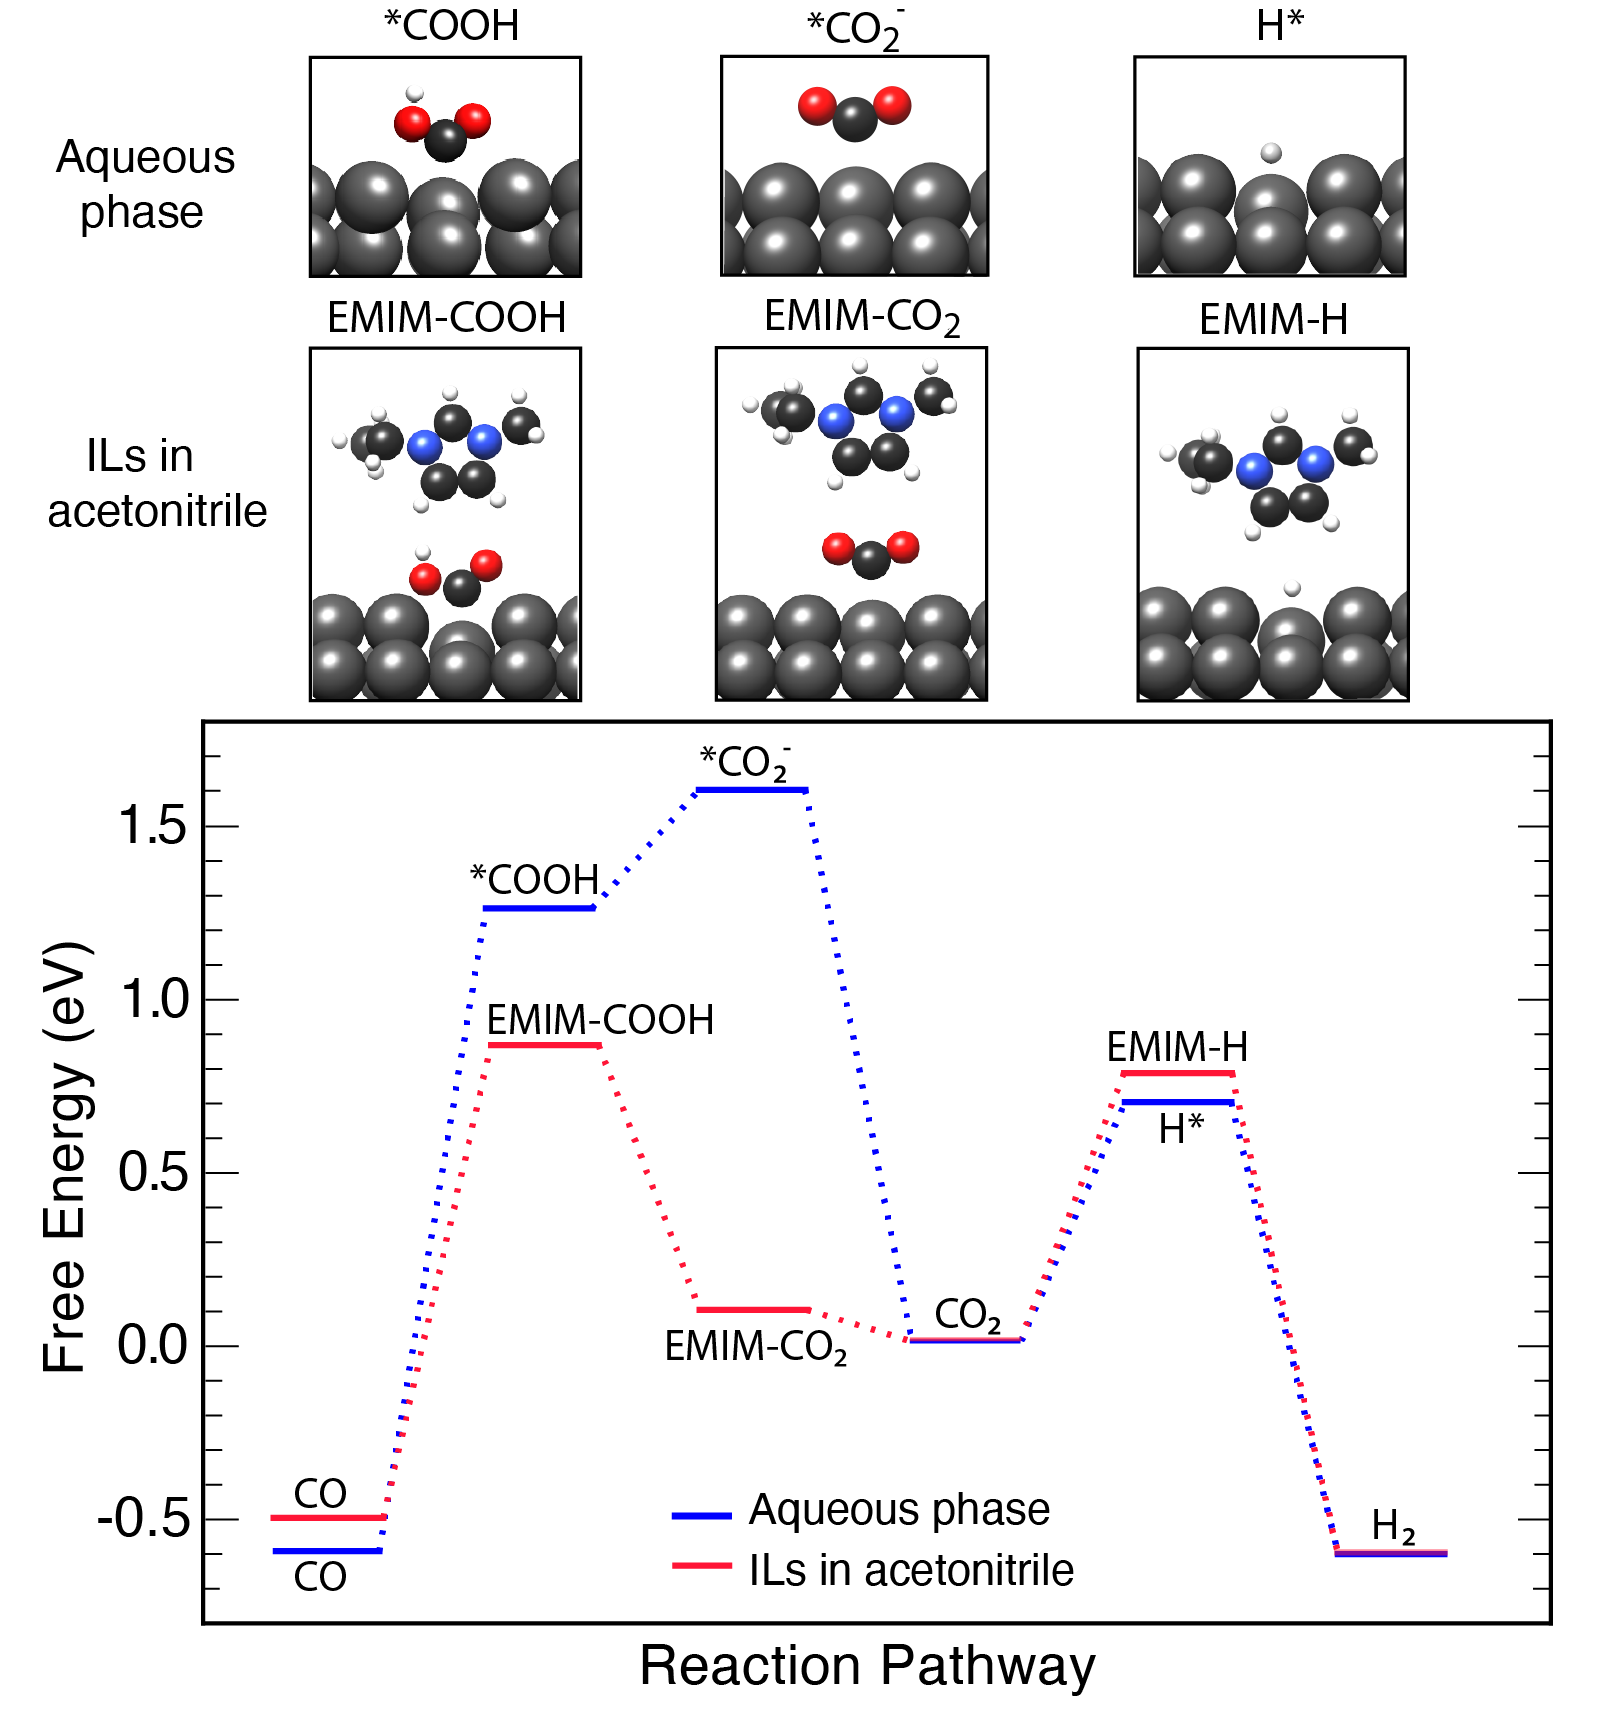 *COOH
*CO₂⁻
H*
Aqueous
phase
EMIM-COOH
EMIM-CO₂
EMIM-H
ILs in
acetonitrile
*CO₂⁻
1.5
*COOH
1.0
EMIM-COOH
EMIM-H
H*
0.5
CO₂
0.0
EMIM-CO₂
CO
-0.5
CO
H₂
Aqueous phase
ILs in acetonitrile
Free Energy (eV)
Reaction Pathway